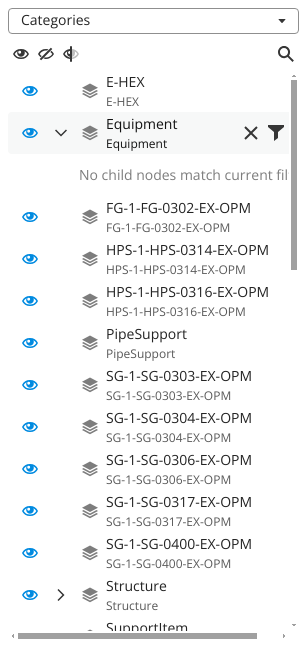 Categories
E-HEX
E-HEX
Equipment
Equipment
No child nodes match current fil
FG-1-FG-0302-EX-OPM
FG-1-FG-0302-EX-OPM
HPS-1-HPS-0314-EX-OPM
HPS-1-HPS-0314-EX-OPM
HPS-1-HPS-0316-EX-OPM
HPS-1-HPS-0316-EX-OPM
PipeSupport
PipeSupport
SG-1-SG-0303-EX-OPM
SG-1-SG-0303-EX-OPM
SG-1-SG-0304-EX-OPM
SG-1-SG-0304-EX-OPM
SG-1-SG-0306-EX-OPM
SG-1-SG-0306-EX-OPM
SG-1-SG-0317-EX-OPM
SG-1-SG-0317-EX-OPM
SG-1-SG-0400-EX-OPM
SG-1-SG-0400-EX-OPM
Structure
Structure
SupportItem